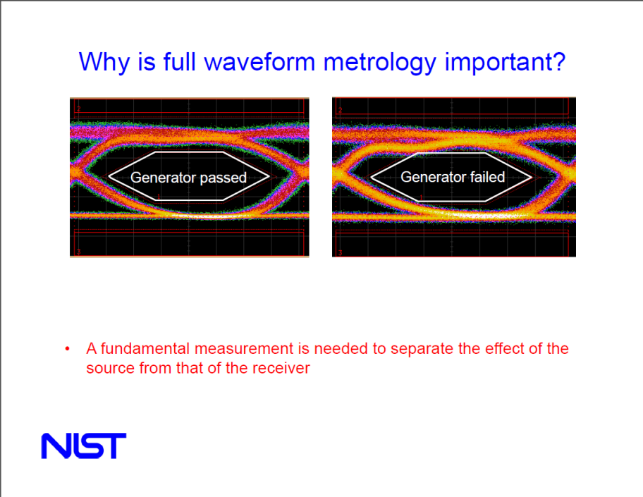 Why is full waveform metrology important?
Generator passed
Generator failed
• A fundamental measurement is needed to separate the effect of the
source from that of the receiver
NIST